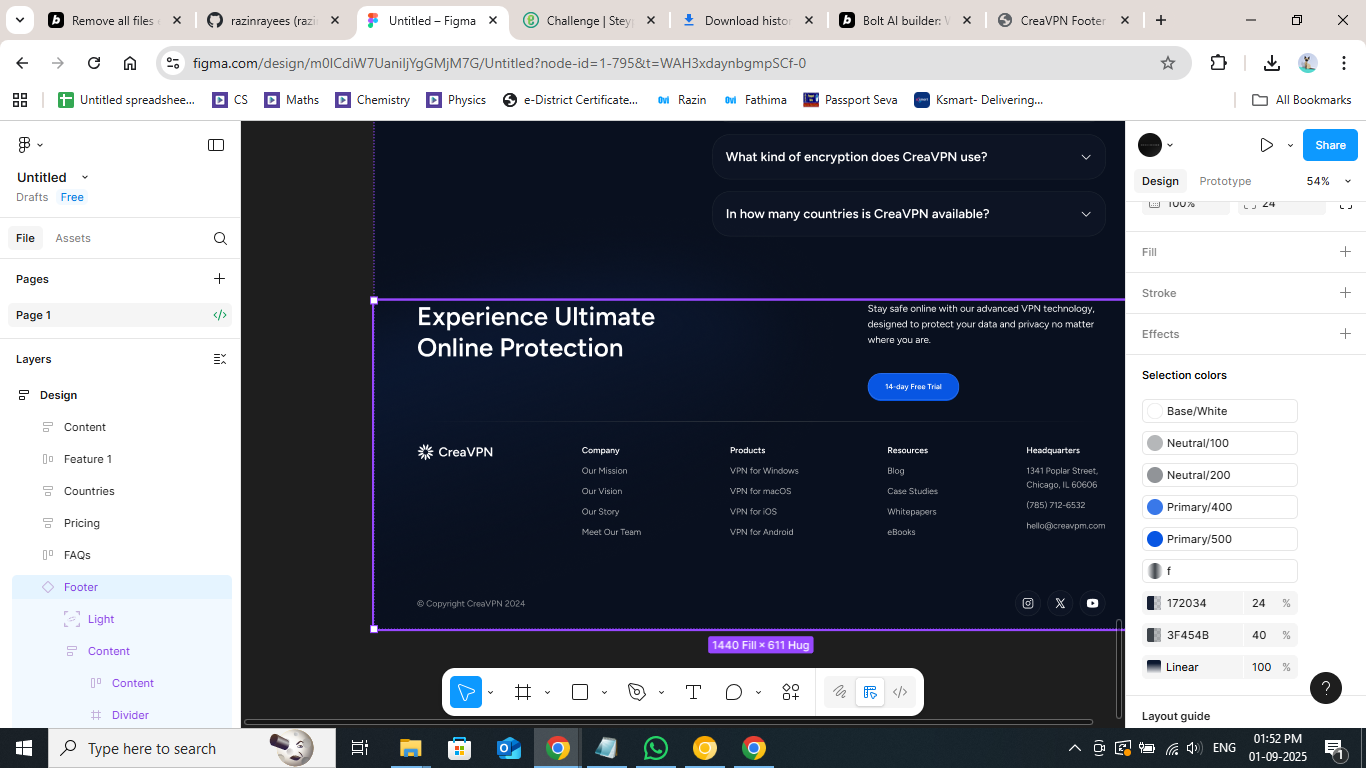 Remove all files
razinrayees (razi
Untitled – Figma
Challenge | Stey
Download histor
Bolt AI builder: 
CreaVPN Footer
figma.com/design/m0lCdiW7UaniljYgGMjM7G/Untitled?node-id=1-795&t=WAH3xdaynbgmpSCf-0
Untitled spreadshee...
CS
Maths
Chemistry
Physics
e-District Certificate...
Razin
Fathima
Passport Seva
Ksmart- Delivering...
All Bookmarks
Untitled
Drafts Free
File Assets
Pages
Page 1
Layers
Design
Content
Feature 1
Countries
Pricing
FAQs
Footer
Light
Content
Content
Divider
What kind of encryption does CreaVPN use?
In how many countries is CreaVPN available?
Experience Ultimate
Online Protection
Stay safe online with our advanced VPN technology,
designed to protect your data and privacy no matter
where you are.
14-day Free Trial
CreaVPN
Company
Our Mission
Our Vision
Our Story
Meet Our Team
Products
VPN for Windows
VPN for macOS
VPN for iOS
VPN for Android
Resources
Blog
Case Studies
Whitepapers
eBooks
Headquarters
1341 Poplar Street,
Chicago, IL 60606
(785) 712-6532
hello@creavpm.com
© Copyright CreaVPN 2024
1440 Fill × 611 Hug
Share
Design Prototype 54%
100% 24
Fill
Stroke
Effects
Selection colors
Base/White
Neutral/100
Neutral/200
Primary/400
Primary/500
f
172034 24 %
3F454B 40 %
Linear 100 %
Layout guide
?
Type here to search
ENG
01:52 PM
01-09-2025
1